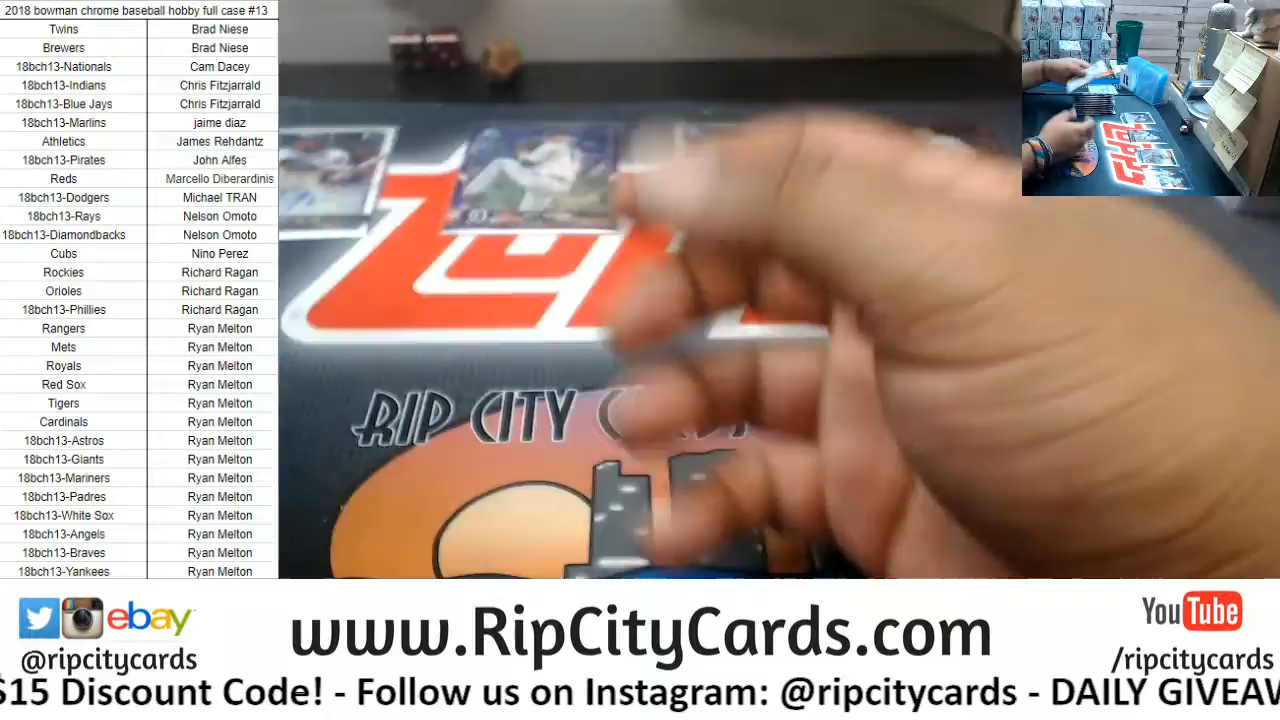 2018 bowman chrome baseball hobby full case #13
Twins Brad Niese
Brewers Brad Niese
18bch13-Nationals Cam Dacey
18bch13-Indians Chris Fitzjarrald
18bch13-Blue Jays Chris Fitzjarrald
18bch13-Marlins jaime diaz
Athletics James Rehdantz
18bch13-Pirates John Alfes
Reds Marcello Diberardinis
18bch13-Dodgers Michael TRAN
18bch13-Rays Nelson Omoto
18bch13-Diamondbacks Nelson Omoto
Cubs Nino Perez
Rockies Richard Ragan
Orioles Richard Ragan
18bch13-Phillies Richard Ragan
Rangers Ryan Melton
Mets Ryan Melton
Royals Ryan Melton
Red Sox Ryan Melton
Tigers Ryan Melton
Cardinals Ryan Melton
18bch13-Astros Ryan Melton
18bch13-Giants Ryan Melton
18bch13-Mariners Ryan Melton
18bch13-Padres Ryan Melton
18bch13-White Sox Ryan Melton
18bch13-Angels Ryan Melton
18bch13-Braves Ryan Melton
18bch13-Yankees Ryan Melton
RIP CITY
ebay
@ripcitycards
www.RipCityCards.com
YouTube
/ripcitycards
$15 Discount Code! - Follow us on Instagram: @ripcitycards - DAILY GIVEAW